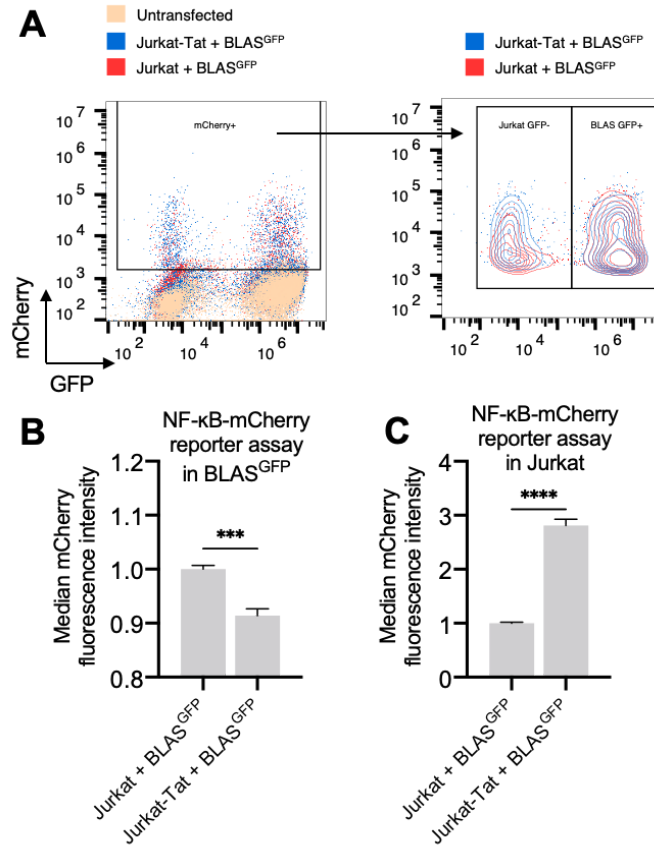 A
Untransfected
Jurkat-Tat + BLASGFP
Jurkat + BLASGFP
Jurkat-Tat + BLASGFP
Jurkat + BLASGFP
10⁷
10⁶
10⁵
10⁴
10³
10²
mCherry+
10² 10⁴ 10⁶
mCherry
GFP
10⁷
10⁶
10⁵
10⁴
10³
10²
Jurkat GFP-
BLAS GFP+
10² 10⁴ 10⁶
B
NF-κB-mCherry
reporter assay
in BLASGFP
Median mCherry
fluorescence intensity
1.2
1.1
1.0
0.9
0.8
***
Jurkat + BLASGFP
Jurkat-Tat + BLASGFP
C
NF-κB-mCherry
reporter assay
in Jurkat
Median mCherry
fluorescence intensity
4
3
2
1
0
****
Jurkat + BLASGFP
Jurkat-Tat + BLASGFP